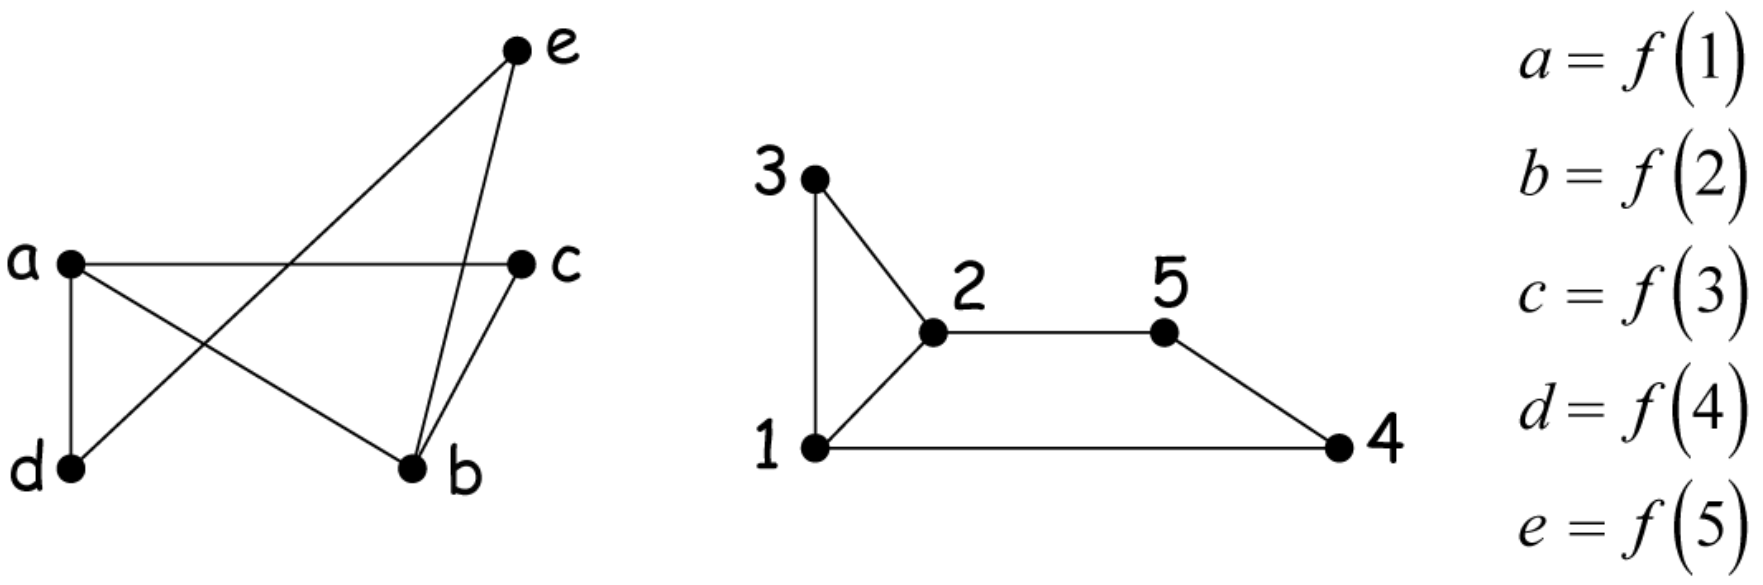 e
a
c
d
b
3
2
5
1
4
a = f(1)
b = f(2)
c = f(3)
d = f(4)
e = f(5)